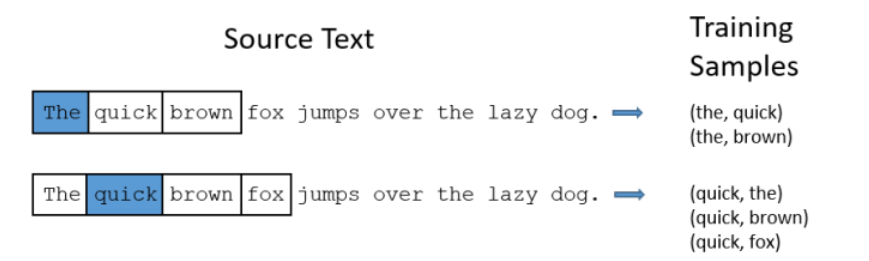 Source Text
Training
Samples
The quick brown fox jumps over the lazy dog.
(the, quick)
(the, brown)
The quick brown fox jumps over the lazy dog.
(quick, the)
(quick, brown)
(quick, fox)